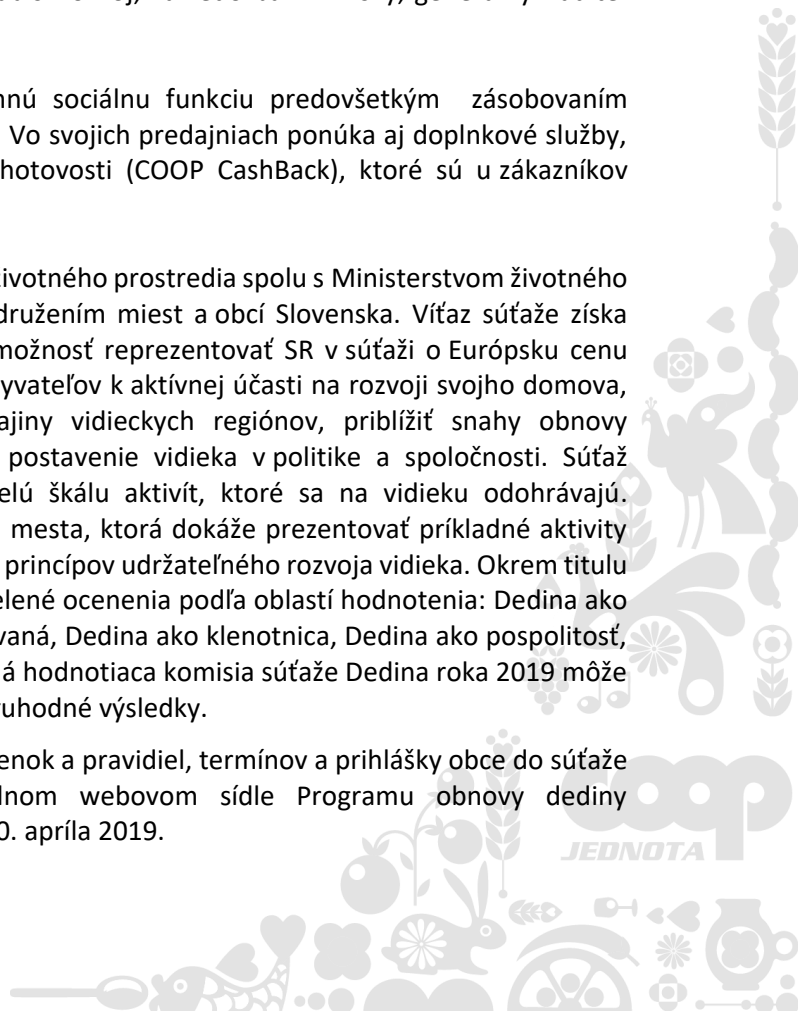 hnú sociálnu funkciu predovšetkým zásobovaním
Vo svojich predajniach ponúka aj doplnkové služby,
hotovosti (COOP CashBack), ktoré sú u zákazníkov
životného prostredia spolu s Ministerstvom životného
družením miest a obcí Slovenska. Víťaz súťaže získa
možnosť reprezentovať SR v súťaži o Európsku cenu
yvateľov k aktívnej účasti na rozvoji svojho domova,
ajiny vidieckych regiónov, priblížiť snahy obnovy
postavenie vidieka v politike a spoločnosti. Súťaž
elú škálu aktivít, ktoré sa na vidieku odohrávajú.
mesta, ktorá dokáže prezentovať príkladné aktivity
princípov udržateľného rozvoja vidieka. Okrem titulu
elené ocenenia podľa oblastí hodnotenia: Dedina ako
vaná, Dedina ako klenotnica, Dedina ako pospolitosť,
á hodnotiaca komisia súťaže Dedina roka 2019 môže
ruhodné výsledky.
enok a pravidiel, termínov a prihlášky obce do súťaže
lnom webovom sídle Programu obnovy dediny
0. apríla 2019.
coop
JEDNOTA